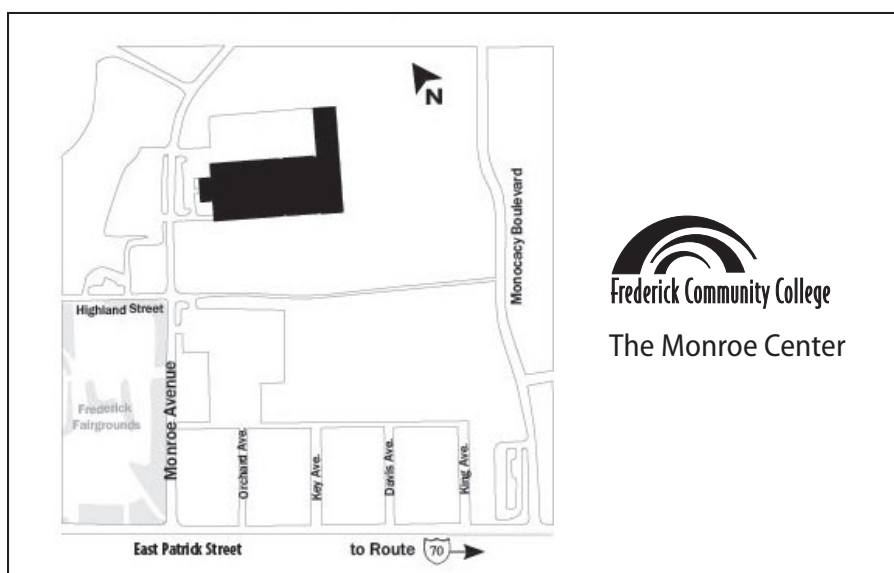 N
Monocacy Boulevard
Highland Street
Frederick
Fairgrounds
Monroe Avenue
Orchard Ave.
Key Ave.
Davis Ave.
King Ave.
East Patrick Street
to Route 70
Frederick Community College
The Monroe Center